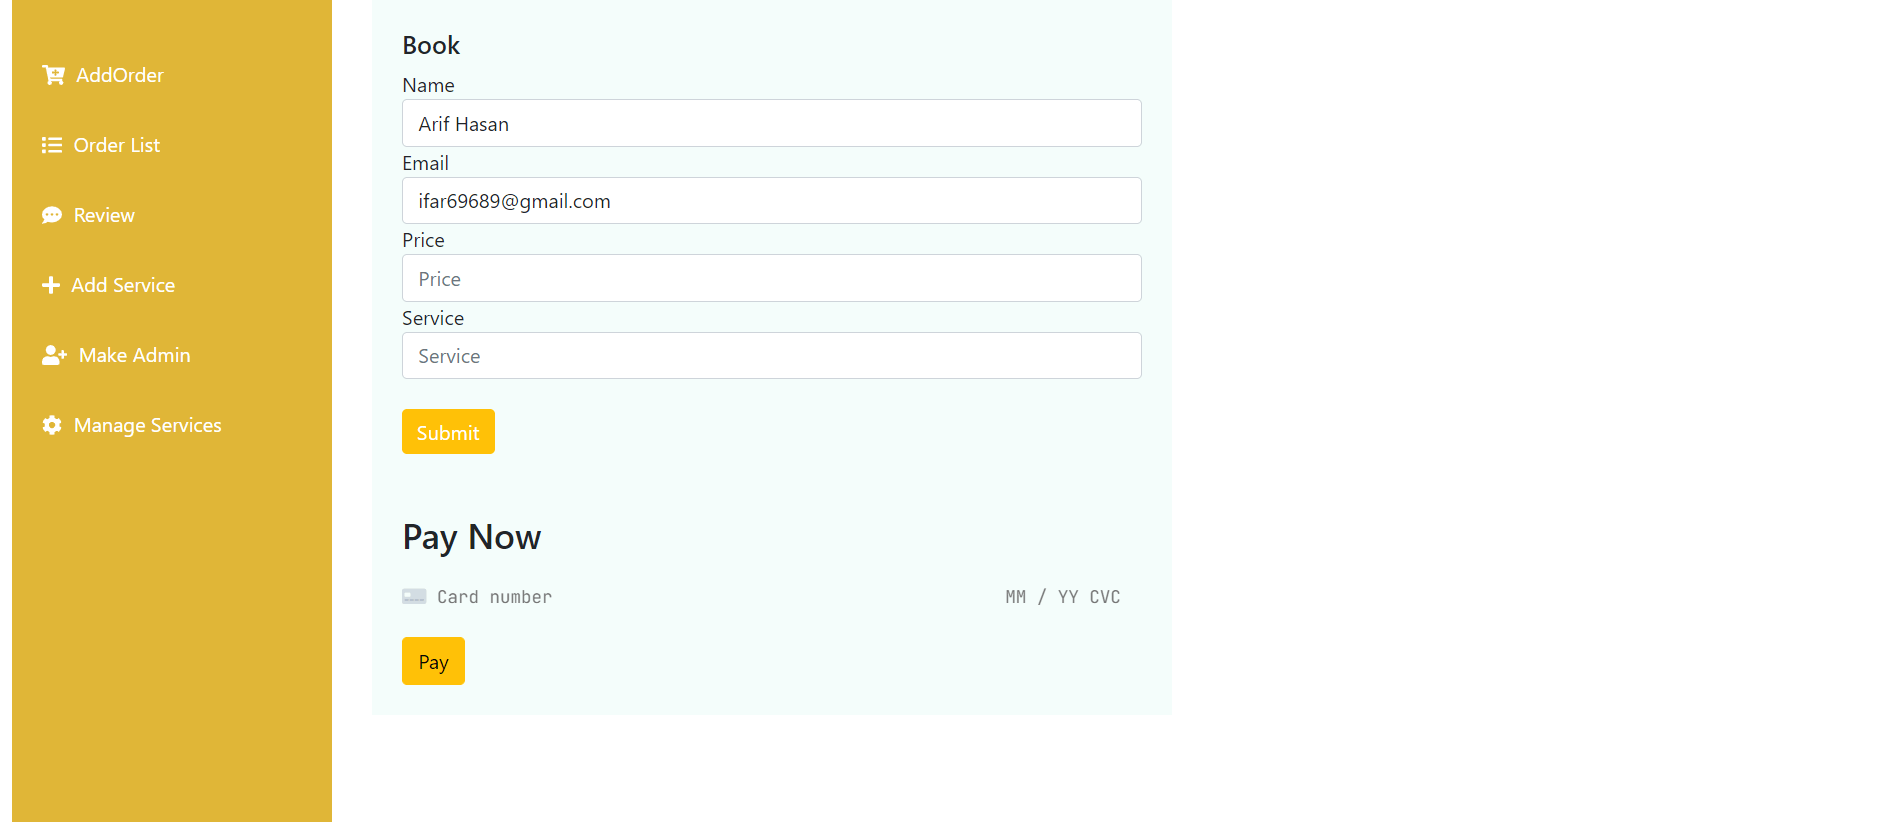 AddOrder
Order List
Review
Add Service
Make Admin
Manage Services
Book
Name
Arif Hasan
Email
ifar69689@gmail.com
Price
Price
Service
Service
Submit
Pay Now
Card number MM / YY CVC
Pay